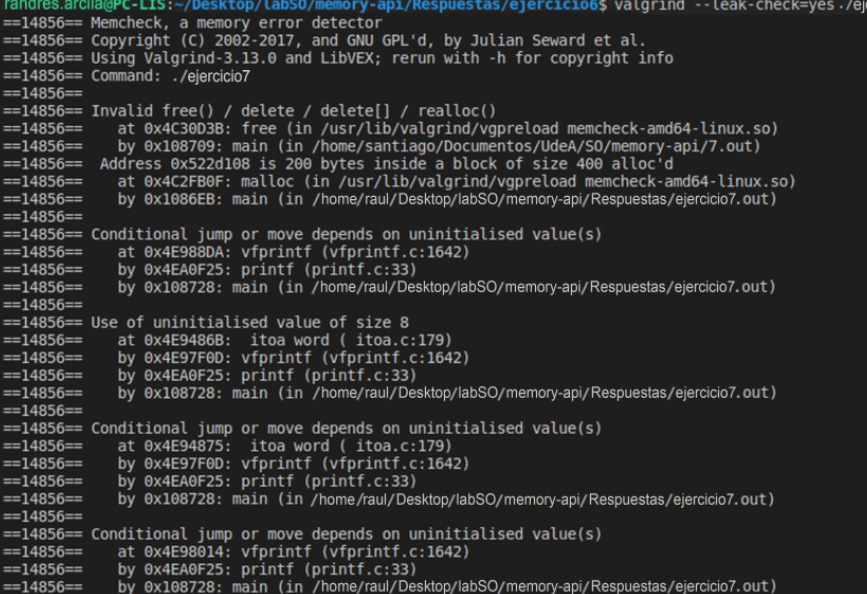 randres.arcila@PC-LIS:~/Desktop/labSO/memory-api/Respuestas/ejercicio6$ valgrind --leak-check=yes ./ej
==14856== Memcheck, a memory error detector
==14856== Copyright (C) 2002-2017, and GNU GPL'd, by Julian Seward et al.
==14856== Using Valgrind-3.13.0 and LibVEX; rerun with -h for copyright info
==14856== Command: ./ejercicio7
==14856==
==14856== Invalid free() / delete / delete[] / realloc()
==14856==    at 0x4C30D3B: free (in /usr/lib/valgrind/vgpreload memcheck-amd64-linux.so)
==14856==    by 0x108709: main (in /home/santiago/Documentos/UdeA/SO/memory-api/7.out)
==14856==  Address 0x522d108 is 200 bytes inside a block of size 400 alloc'd
==14856==    at 0x4C2FB0F: malloc (in /usr/lib/valgrind/vgpreload memcheck-amd64-linux.so)
==14856==    by 0x1086EB: main (in /home/raul/Desktop/labSO/memory-api/Respuestas/ejercicio7.out)
==14856==
==14856== Conditional jump or move depends on uninitialised value(s)
==14856==    at 0x4E988DA: vfprintf (vfprintf.c:1642)
==14856==    by 0x4EA0F25: printf (printf.c:33)
==14856==    by 0x108728: main (in /home/raul/Desktop/labSO/memory-api/Respuestas/ejercicio7.out)
==14856==
==14856== Use of uninitialised value of size 8
==14856==    at 0x4E9486B:  itoa word ( itoa.c:179)
==14856==    by 0x4E97F0D: vfprintf (vfprintf.c:1642)
==14856==    by 0x4EA0F25: printf (printf.c:33)
==14856==    by 0x108728: main (in /home/raul/Desktop/labSO/memory-api/Respuestas/ejercicio7.out)
==14856==
==14856== Conditional jump or move depends on uninitialised value(s)
==14856==    at 0x4E94875:  itoa word ( itoa.c:179)
==14856==    by 0x4E97F0D: vfprintf (vfprintf.c:1642)
==14856==    by 0x4EA0F25: printf (printf.c:33)
==14856==    by 0x108728: main (in /home/raul/Desktop/labSO/memory-api/Respuestas/ejercicio7.out)
==14856==
==14856== Conditional jump or move depends on uninitialised value(s)
==14856==    at 0x4E98014: vfprintf (vfprintf.c:1642)
==14856==    by 0x4EA0F25: printf (printf.c:33)
==14856==    by 0x108728: main (in /home/raul/Desktop/labSO/memory-api/Respuestas/ejercicio7.out)